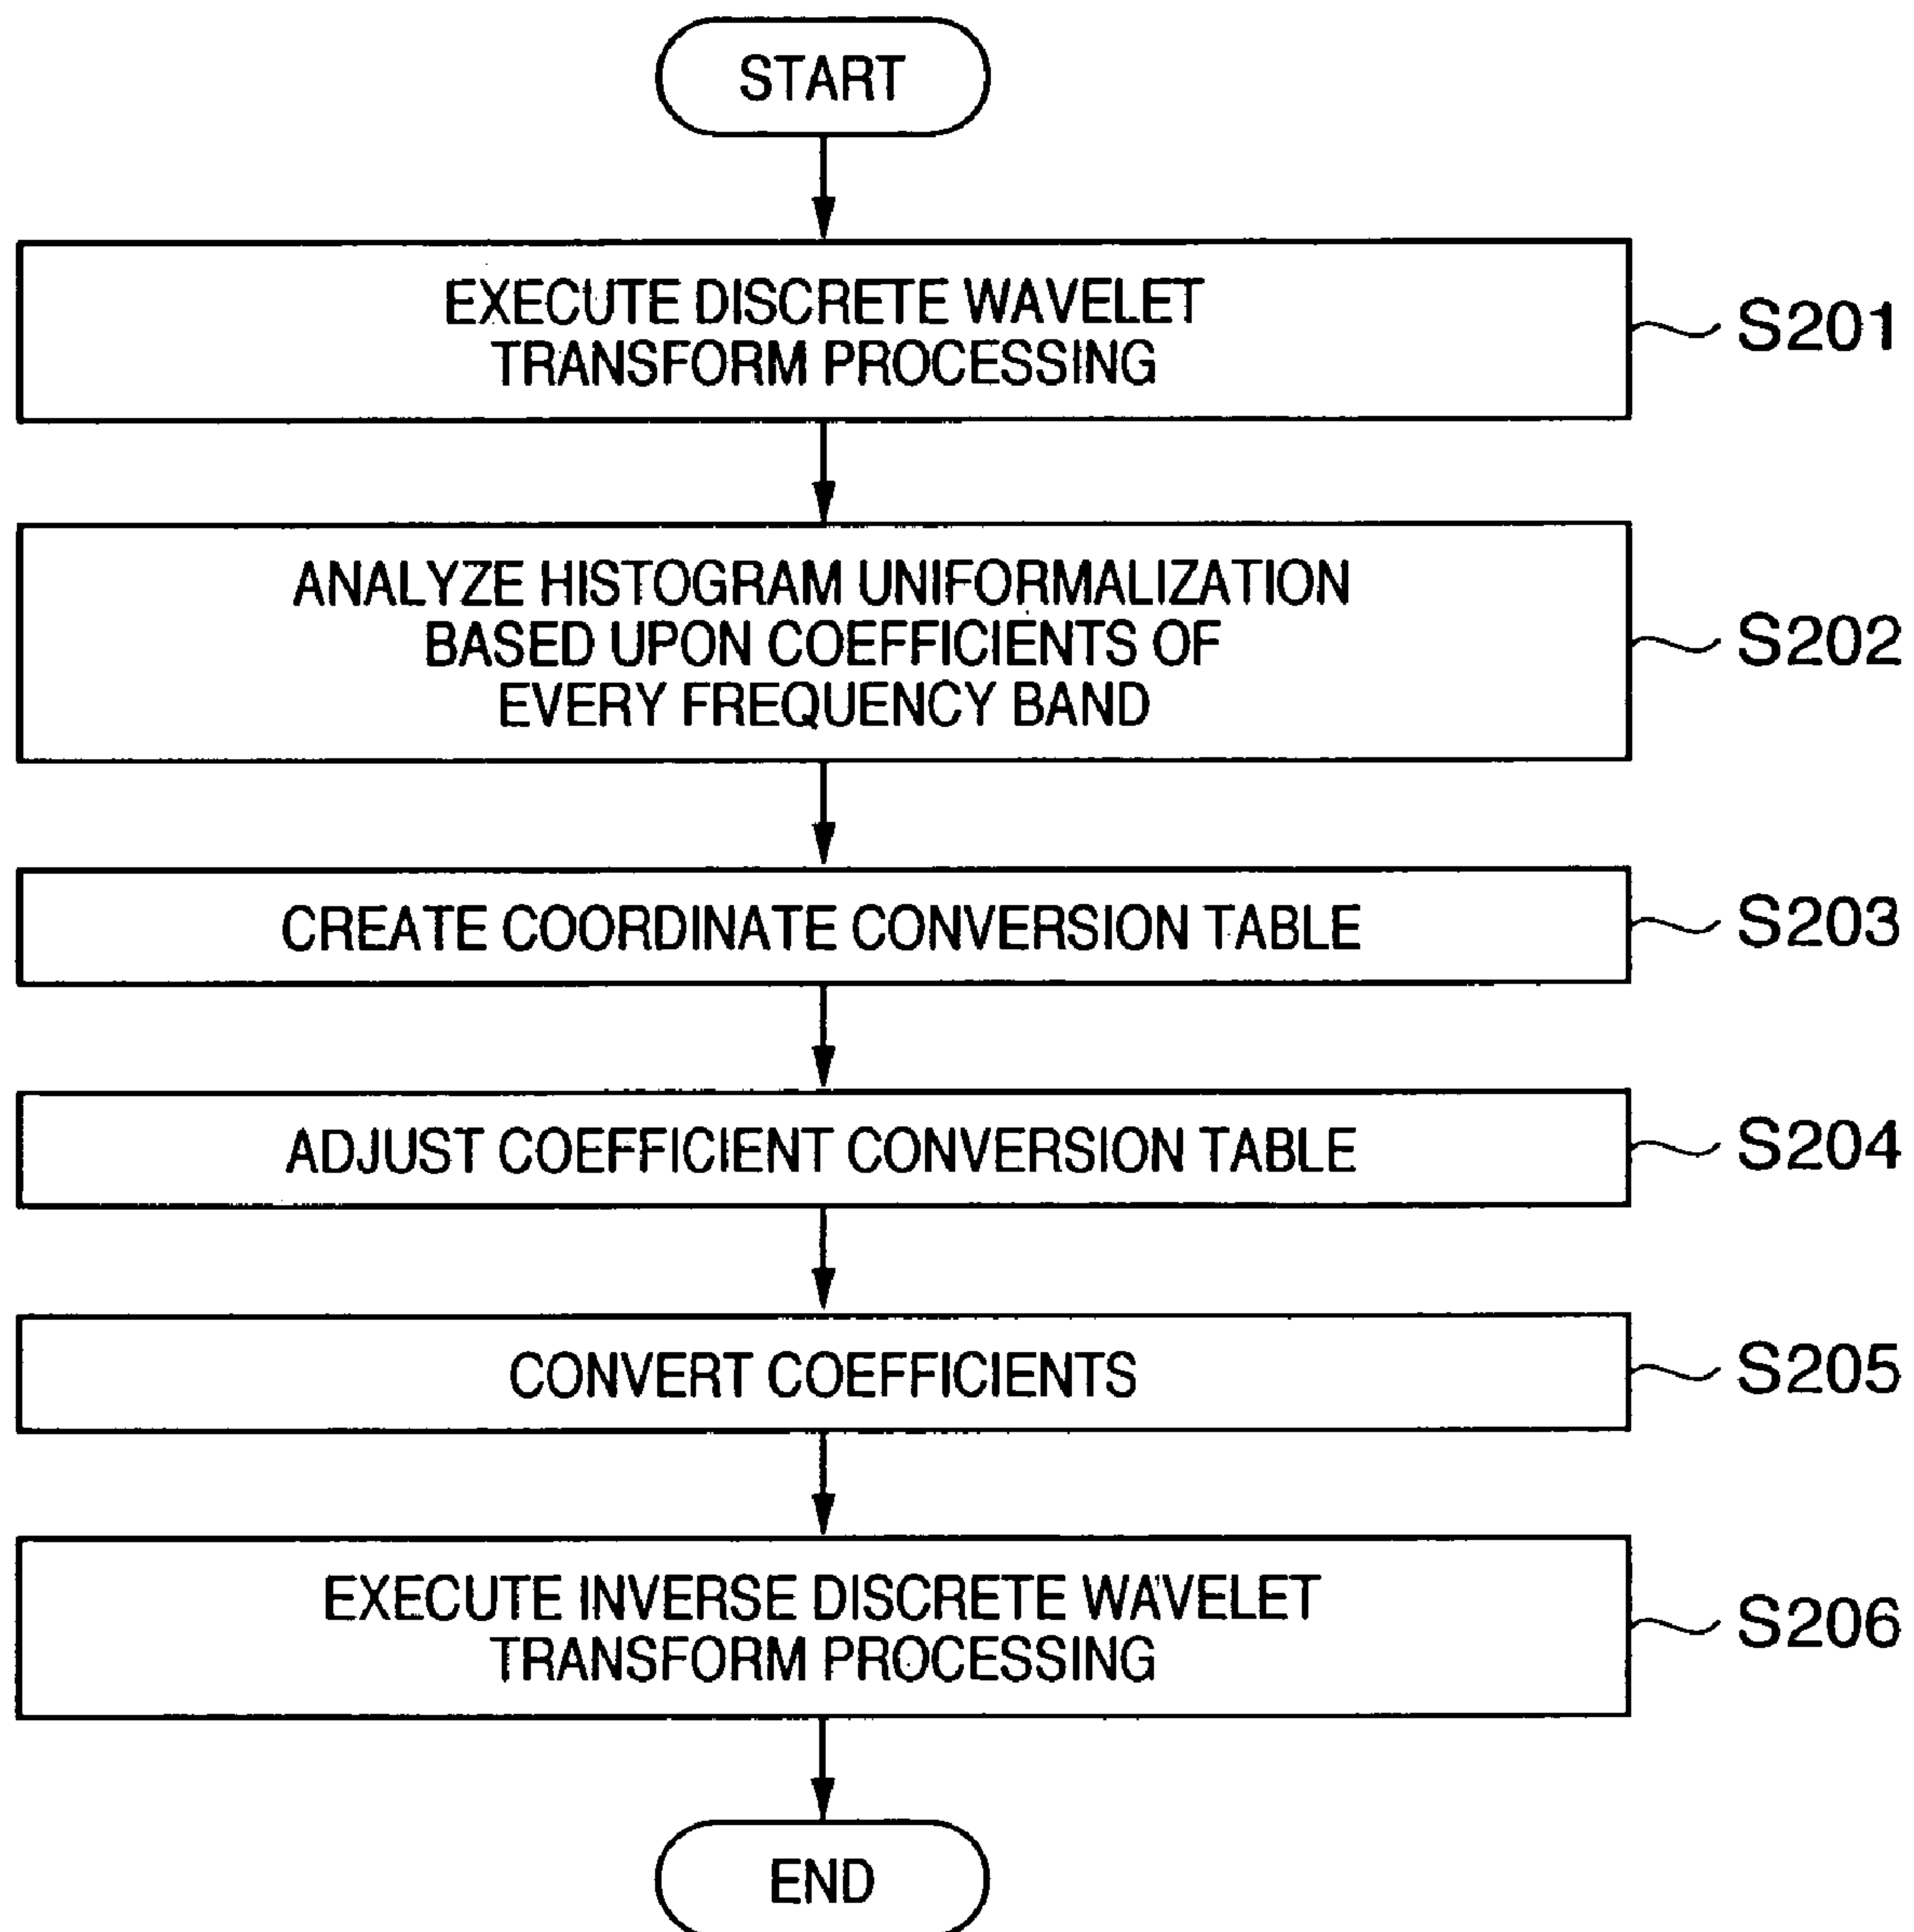 START
EXECUTE DISCRETE WAVELET
TRANSFORM PROCESSING
S201
ANALYZE HISTOGRAM UNIFORMALIZATION
BASED UPON COEFFICIENTS OF
EVERY FREQUENCY BAND
S202
CREATE COORDINATE CONVERSION TABLE
S203
ADJUST COEFFICIENT CONVERSION TABLE
S204
CONVERT COEFFICIENTS
S205
EXECUTE INVERSE DISCRETE WAVELET
TRANSFORM PROCESSING
S206
END